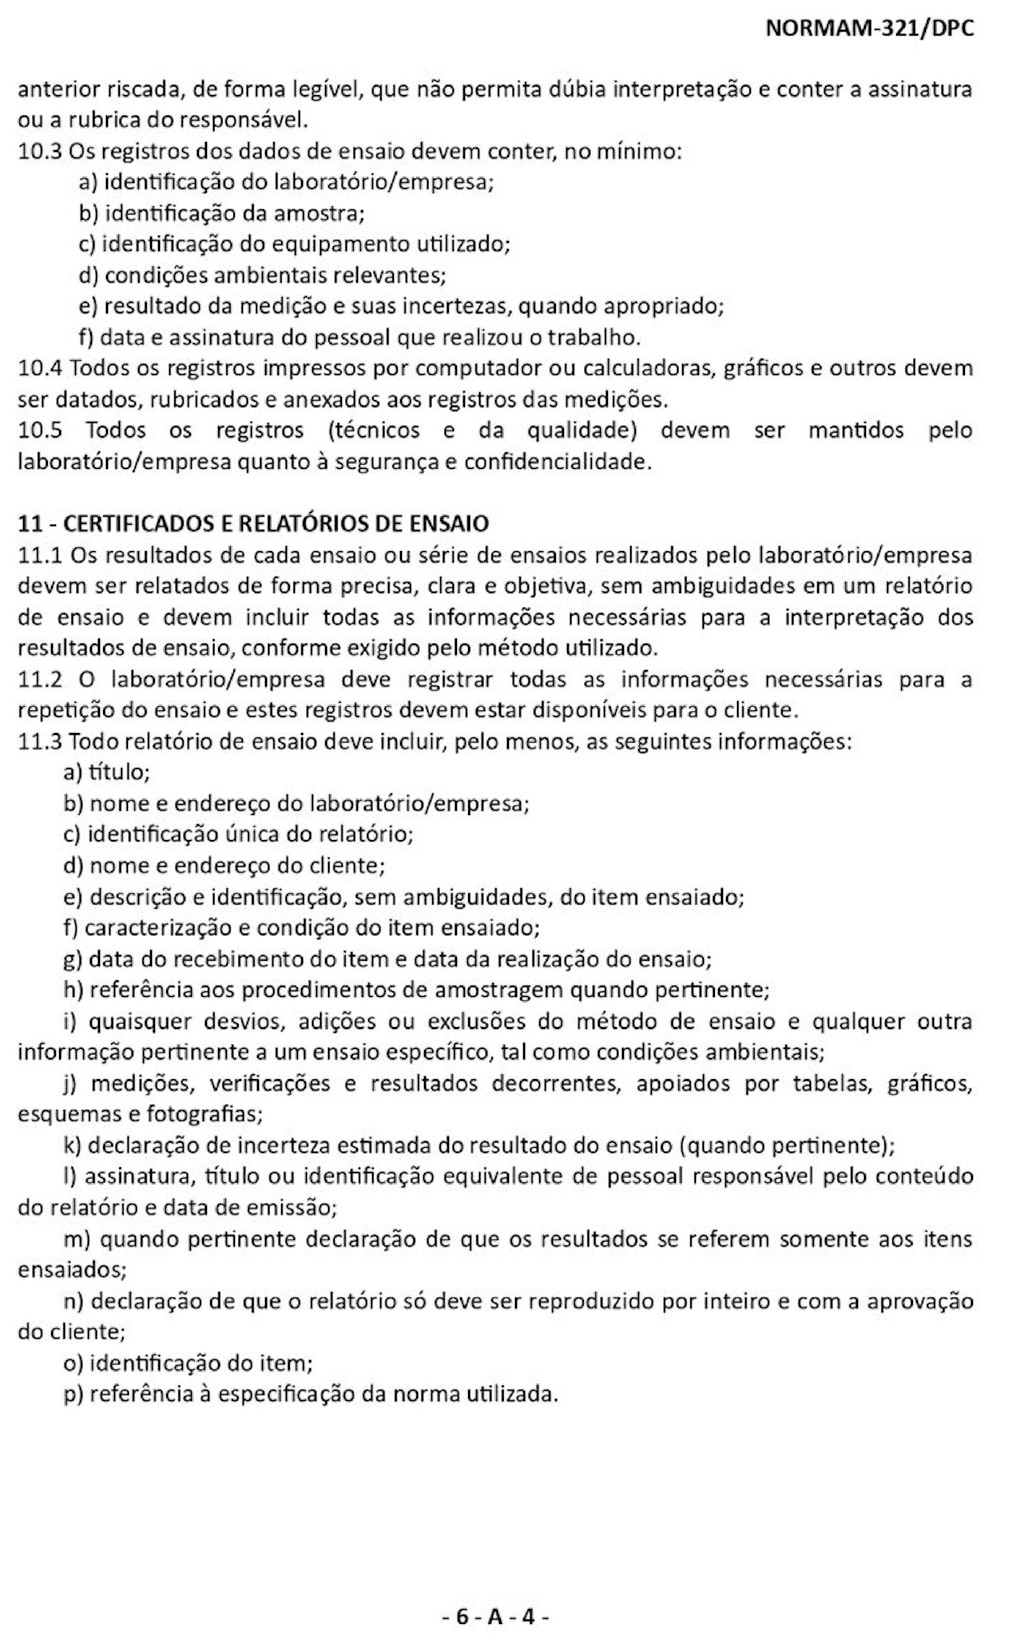 NORMAM-321/DPC
anterior riscada, de forma legível, que não permita dúbia interpretação e conter a assinatura
ou a rubrica do responsável.
10.3 Os registros dos dados de ensaio devem conter, no mínimo:
a) identificação do laboratório/empresa;
b) identificação da amostra;
c) identificação do equipamento utilizado;
d) condições ambientais relevantes;
e) resultado da medição e suas incertezas, quando apropriado;
f) data e assinatura do pessoal que realizou o trabalho.
10.4 Todos os registros impressos por computador ou calculadoras, gráficos e outros devem
ser datados, rubricados e anexados aos registros das medições.
10.5 Todos os registros (técnicos e da qualidade) devem ser mantidos pelo
laboratório/empresa quanto à segurança e confidencialidade.
11 - CERTIFICADOS E RELATÓRIOS DE ENSAIO
11.1 Os resultados de cada ensaio ou série de ensaios realizados pelo laboratório/empresa
devem ser relatados de forma precisa, clara e objetiva, sem ambiguidades em um relatório
de ensaio e devem incluir todas as informações necessárias para a interpretação dos
resultados de ensaio, conforme exigido pelo método utilizado.
11.2 O laboratório/empresa deve registrar todas as informações necessárias para a
repetição do ensaio e estes registros devem estar disponíveis para o cliente.
11.3 Todo relatório de ensaio deve incluir, pelo menos, as seguintes informações:
a) título;
b) nome e endereço do laboratório/empresa;
c) identificação única do relatório;
d) nome e endereço do cliente;
e) descrição e identificação, sem ambiguidades, do item ensaiado;
f) caracterização e condição do item ensaiado;
g) data do recebimento do item e data da realização do ensaio;
h) referência aos procedimentos de amostragem quando pertinente;
i) quaisquer desvios, adições ou exclusões do método de ensaio e qualquer outra
informação pertinente a um ensaio específico, tal como condições ambientais;
j) medições, verificações e resultados decorrentes, apoiados por tabelas, gráficos,
esquemas e fotografias;
k) declaração de incerteza estimada do resultado do ensaio (quando pertinente);
l) assinatura, título ou identificação equivalente de pessoal responsável pelo conteúdo
do relatório e data de emissão;
m) quando pertinente declaração de que os resultados se referem somente aos itens
ensaiados;
n) declaração de que o relatório só deve ser reproduzido por inteiro e com a aprovação
do cliente;
o) identificação do item;
p) referência à especificação da norma utilizada.
- 6 - A - 4 -